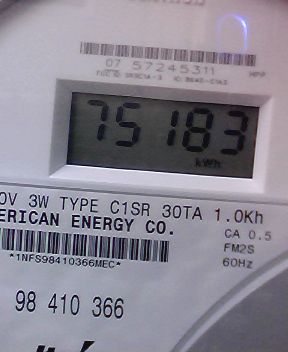 07 57245311
HPP
75183
kWh
0V 3W TYPE C1SR 30TA 1.0Kh
ERICAN ENERGY CO.
CA 0.5
FM2S
*1NFS98410366MEC*
60Hz
98 410 366